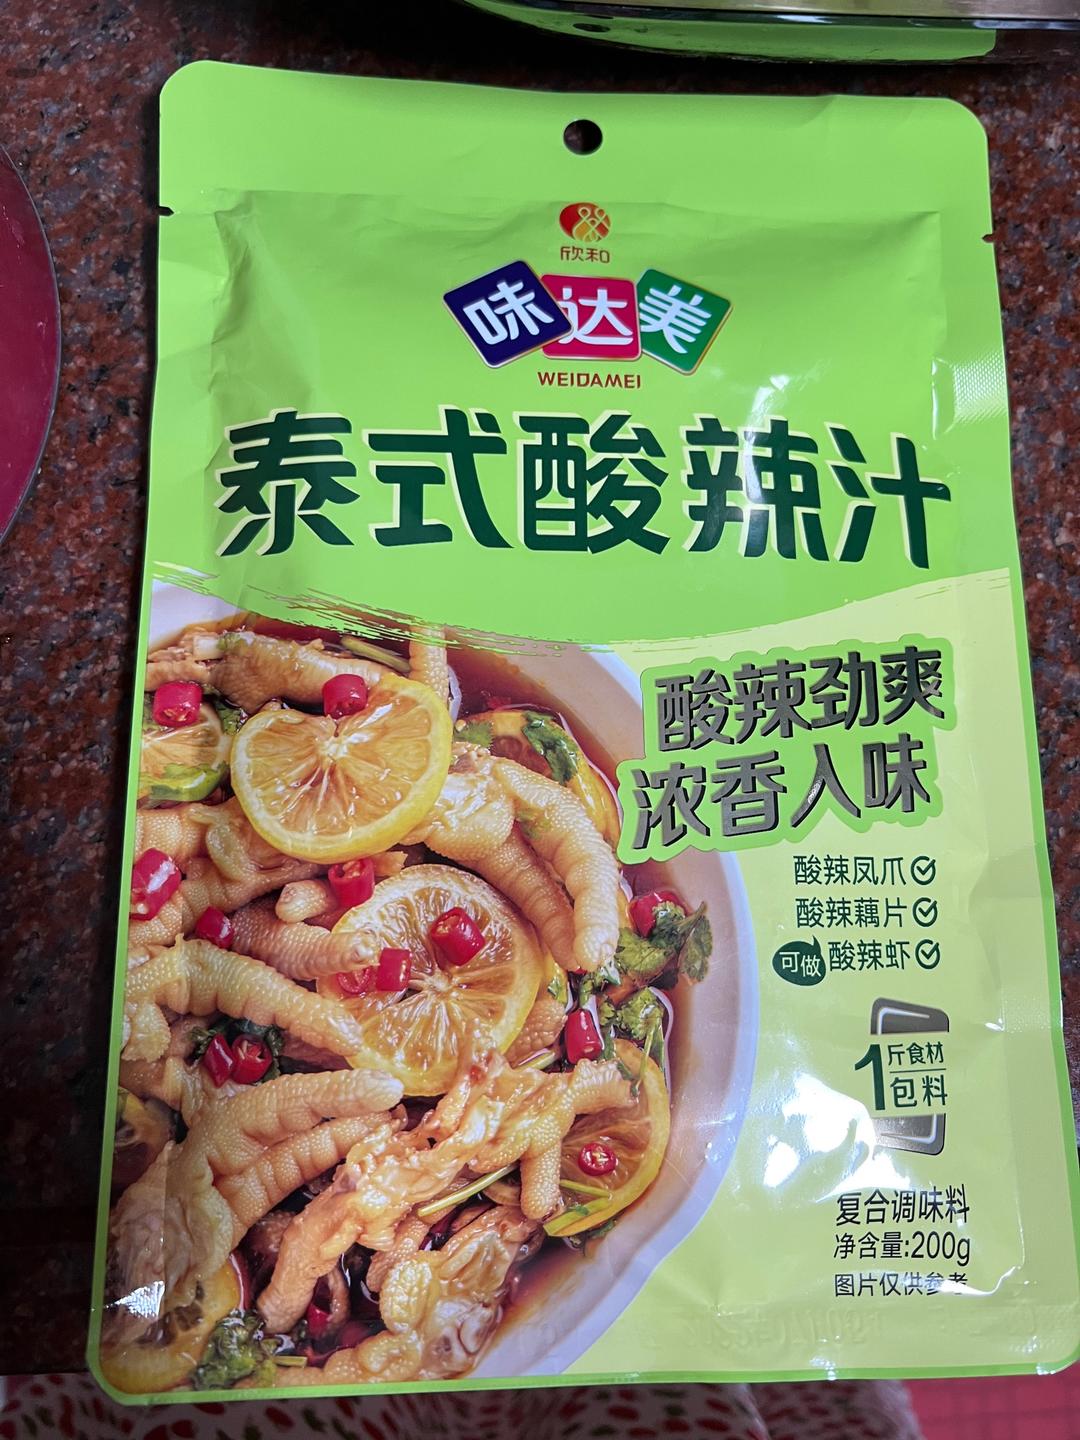 欣和
味达美
WEIDAMEI
泰式酸辣汁
酸辣劲爽
浓香入味
酸辣凤爪
酸辣藕片
可做 酸辣虾
1斤食材
包料
复合调味料
净含量:200g
图片仅供参考